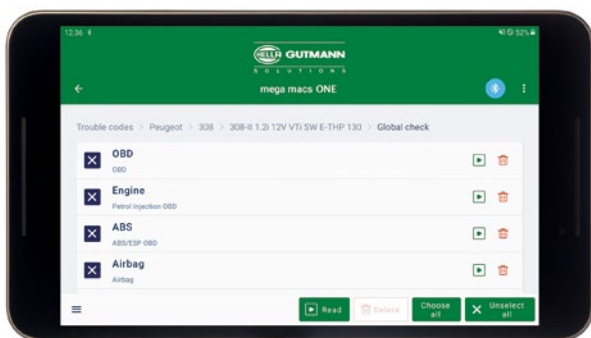 12:36
52%
HELLA GUTMANN
SOLUTIONS
mega macs ONE
Trouble codes > Peugeot > 308 > 308-II 1.2i 12V VTi SW E-THP 130 > Global check
OBD
OBD
Engine
Petrol injection OBD
ABS
ABS/ESP OBD
Airbag
Airbag
Read
Delete
Choose all
Unselect all